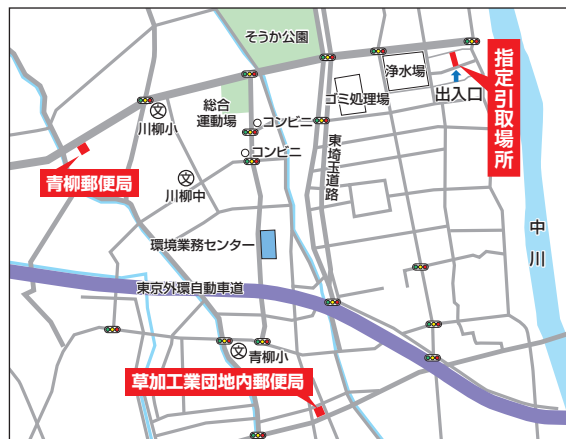 そうか公園
浄水場
指定引取場所
ゴミ処理場
出入口
総合
運動場
コンビニ
文
川柳小
東埼玉道路
コンビニ
青柳郵便局
文
川柳中
中川
環境業務センター
東京外環自動車道
文
青柳小
草加工業団地内郵便局